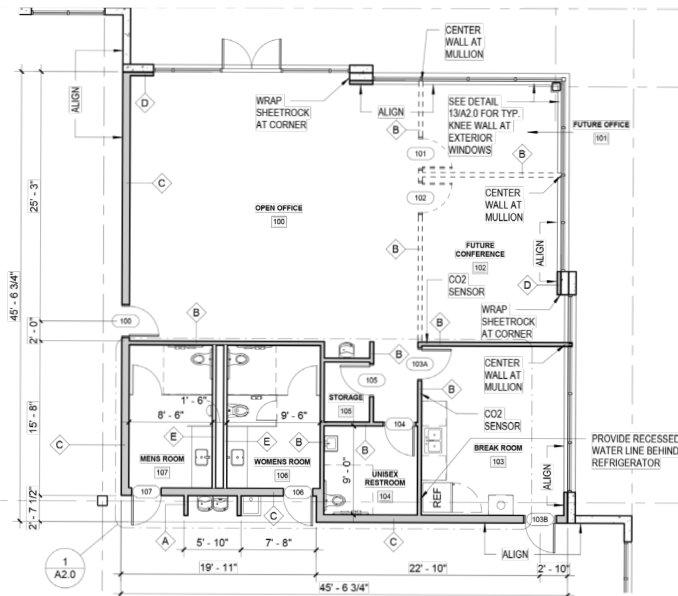 CENTER
WALL AT
MULLION
ALIGN
D
WRAP
SHEETROCK
AT CORNER
ALIGN
SEE DETAIL
13/A2.0 FOR TYP.
KNEE WALL AT
EXTERIOR
WINDOWS
FUTURE OFFICE
101
B
101
B
C
25' - 3"
102
CENTER
WALL AT
MULLION
OPEN OFFICE
100
B
FUTURE
CONFERENCE
102
ALIGN
45' - 6 3/4"
CO2
SENSOR
D
100
B
B
WRAP
SHEETROCK
AT CORNER
2' - 0"
B
103A
CENTER
WALL AT
MULLION
105
B
1' - 6"
8' - 6"
9' - 6"
STORAGE
105
CO2
SENSOR
15' - 8"
C
E
E
B
B
104
MENS ROOM
107
WOMENS ROOM
106
9' - 0"
UNISEX
RESTROOM
104
BREAK ROOM
103
PROVIDE RECESSED
WATER LINE BEHIND
REFRIGERATOR
ALIGN
REF
107
106
C
2' - 7 1/2"
103B
A
C
5' - 10"
7' - 8"
ALIGN
1
A2.0
19' - 11"
22' - 10"
2' - 10"
45' - 6 3/4"